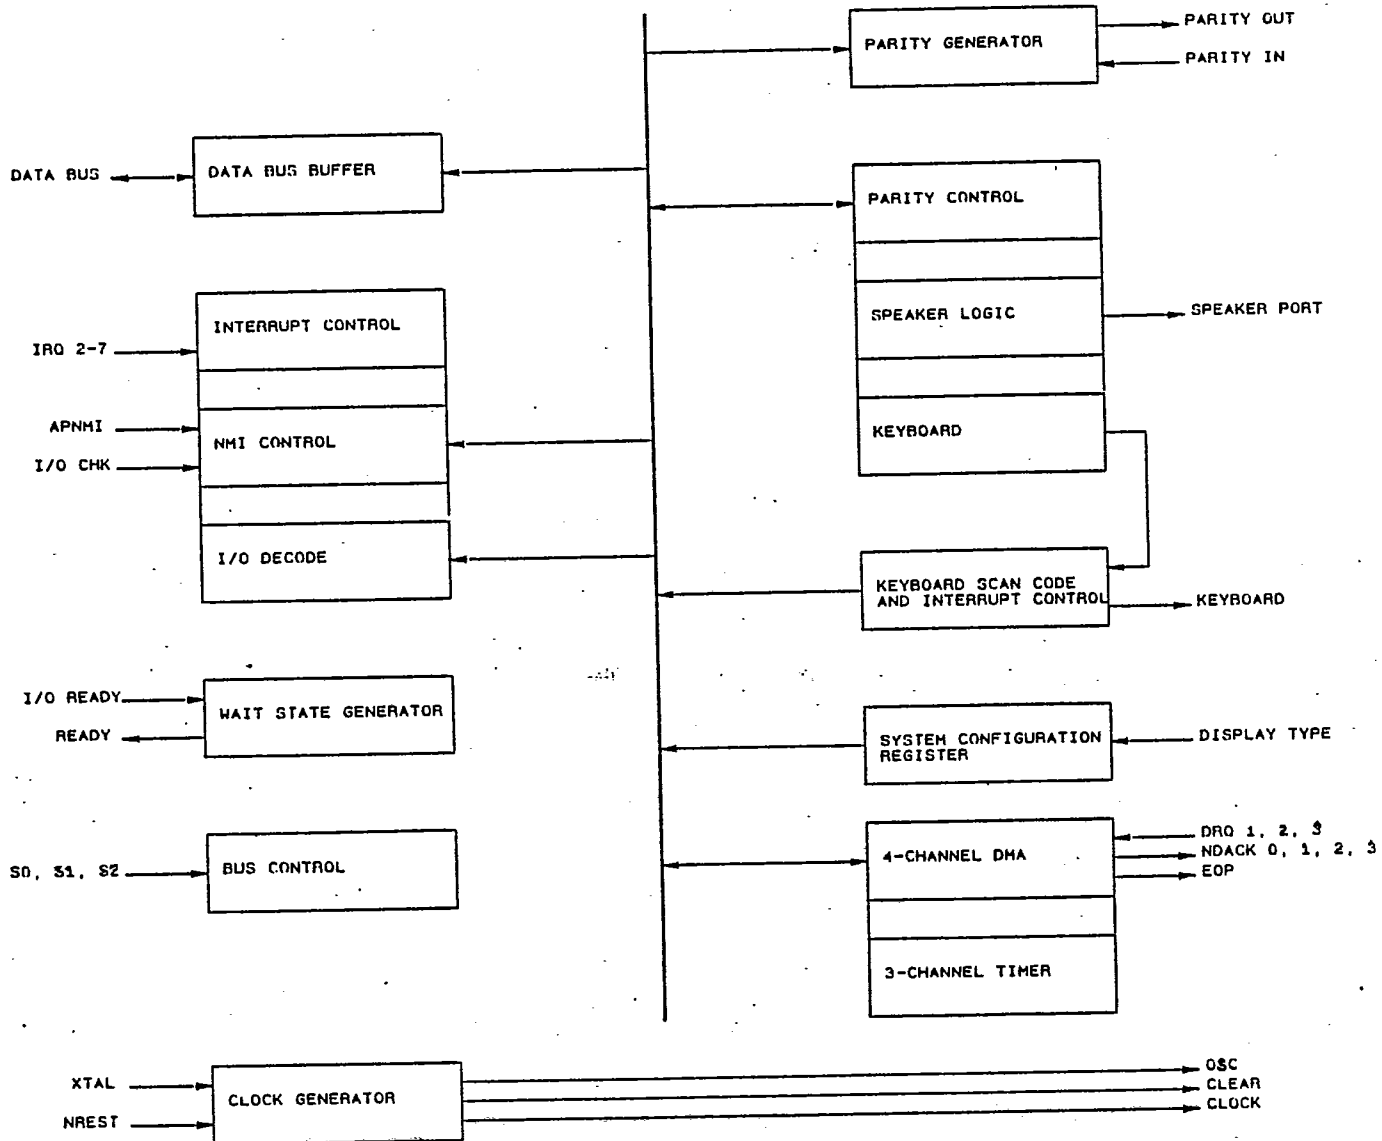 PARITY OUT
PARITY GENERATOR
PARITY IN
DATA BUS
DATA BUS BUFFER
PARITY CONTROL
INTERRUPT CONTROL
SPEAKER LOGIC
SPEAKER PORT
IRQ 2-7
APNMI
NMI CONTROL
KEYBOARD
I/O CHK
I/O DECODE
KEYBOARD SCAN CODE
AND INTERRUPT CONTROL
KEYBOARD
I/O READY
WAIT STATE GENERATOR
READY
SYSTEM CONFIGURATION
REGISTER
DISPLAY TYPE
DRQ 1, 2, 3
4-CHANNEL DMA
NDACK 0, 1, 2, 3
EOP
S0, S1, S2
BUS CONTROL
3-CHANNEL TIMER
XTAL
OSC
CLOCK GENERATOR
CLEAR
CLOCK
NREST